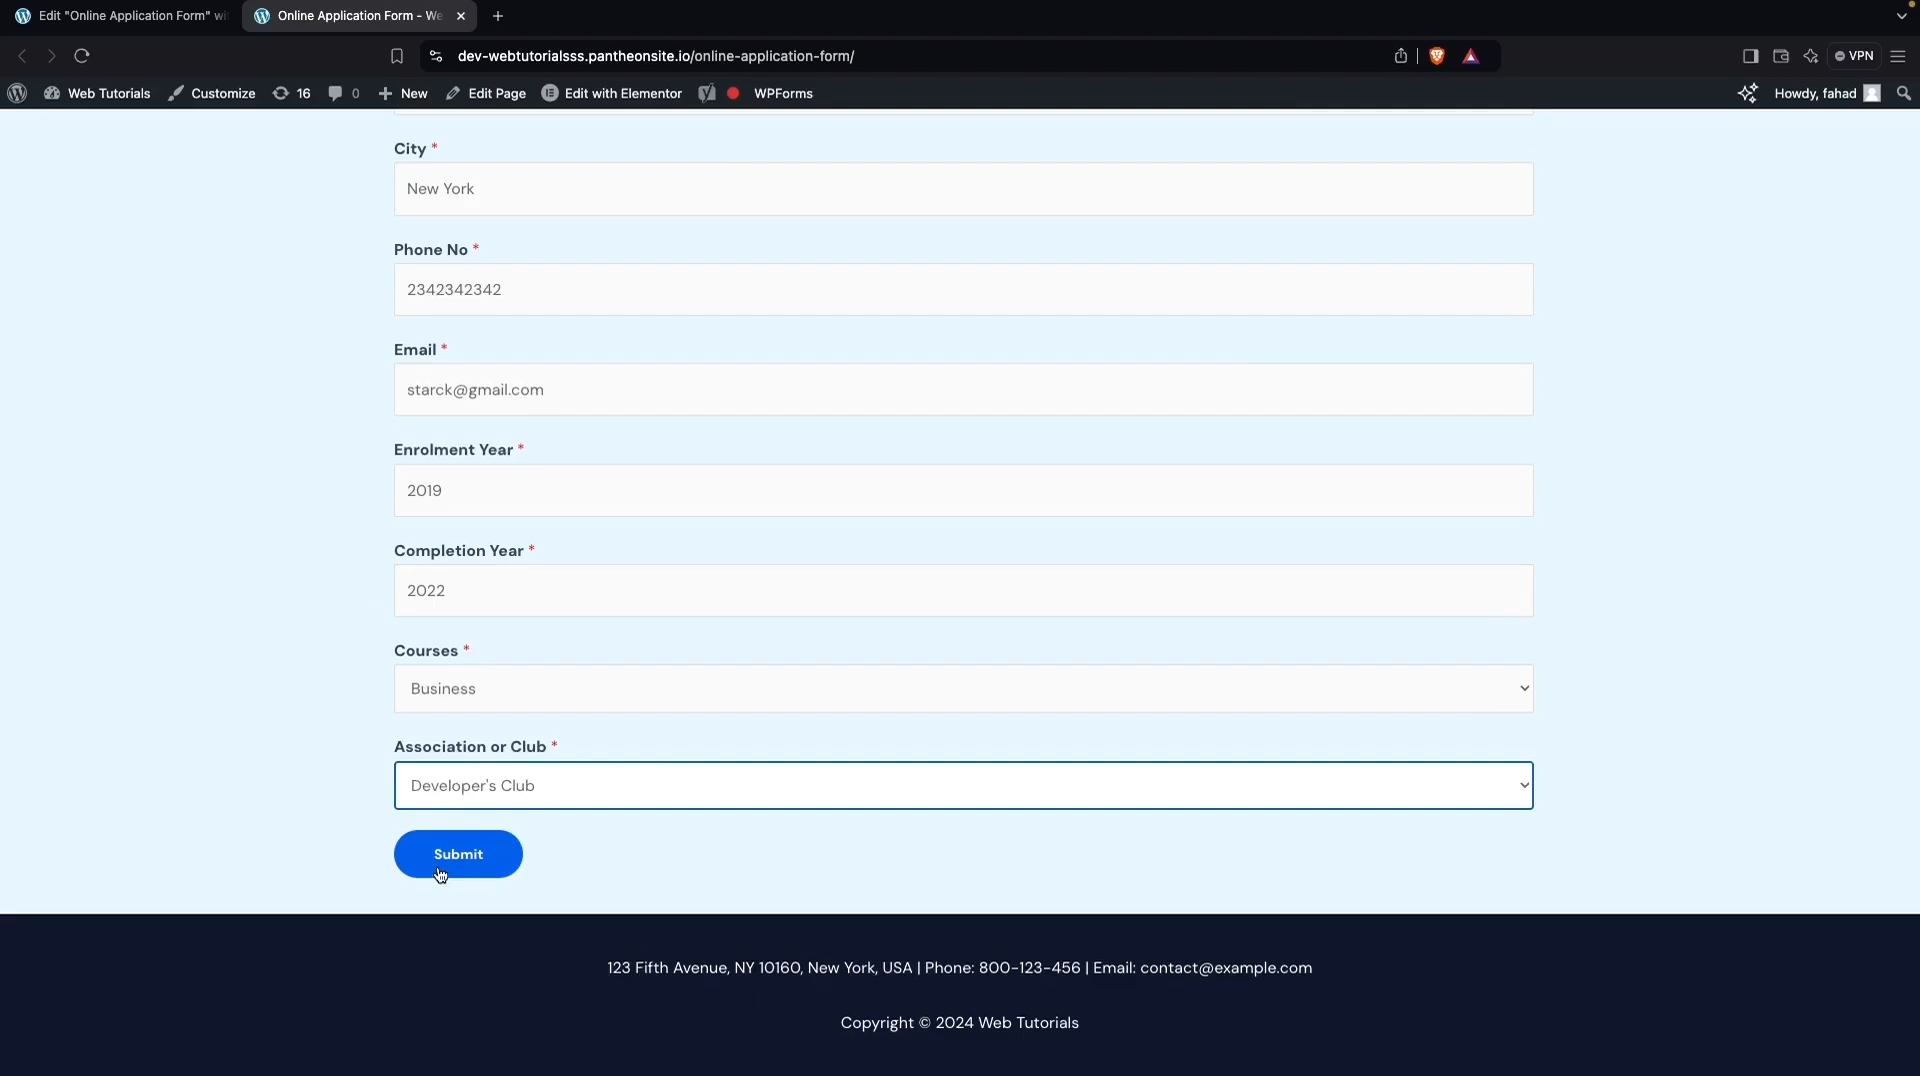 Edit "Online Application Form" wi
Online Application Form - We
dev-webtutorialsss.pantheonsite.io/online-application-form/
VPN
Web Tutorials Customize 16 0 New Edit Page Edit with Elementor WPForms Howdy, fahad
City *
New York
Phone No *
2342342342
Email *
starck@gmail.com
Enrolment Year *
2019
Completion Year *
2022
Courses *
Business
Association or Club *
Developer's Club
Submit
123 Fifth Avenue, NY 10160, New York, USA | Phone: 800-123-456 | Email: contact@example.com
Copyright © 2024 Web Tutorials